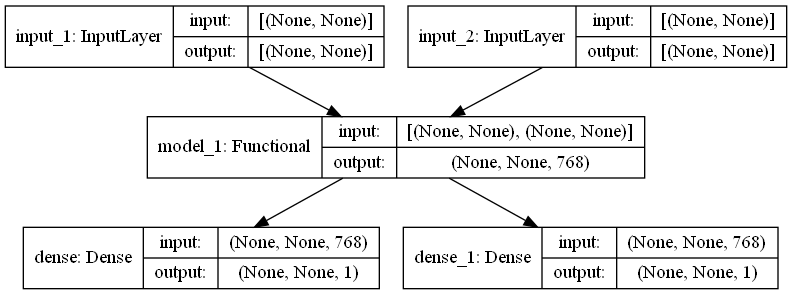 input_1: InputLayer input: [(None, None)] output: [(None, None)]
input_2: InputLayer input: [(None, None)] output: [(None, None)]
model_1: Functional input: [(None, None), (None, None)] output: (None, None, 768)
dense: Dense input: (None, None, 768) output: (None, None, 1)
dense_1: Dense input: (None, None, 768) output: (None, None, 1)